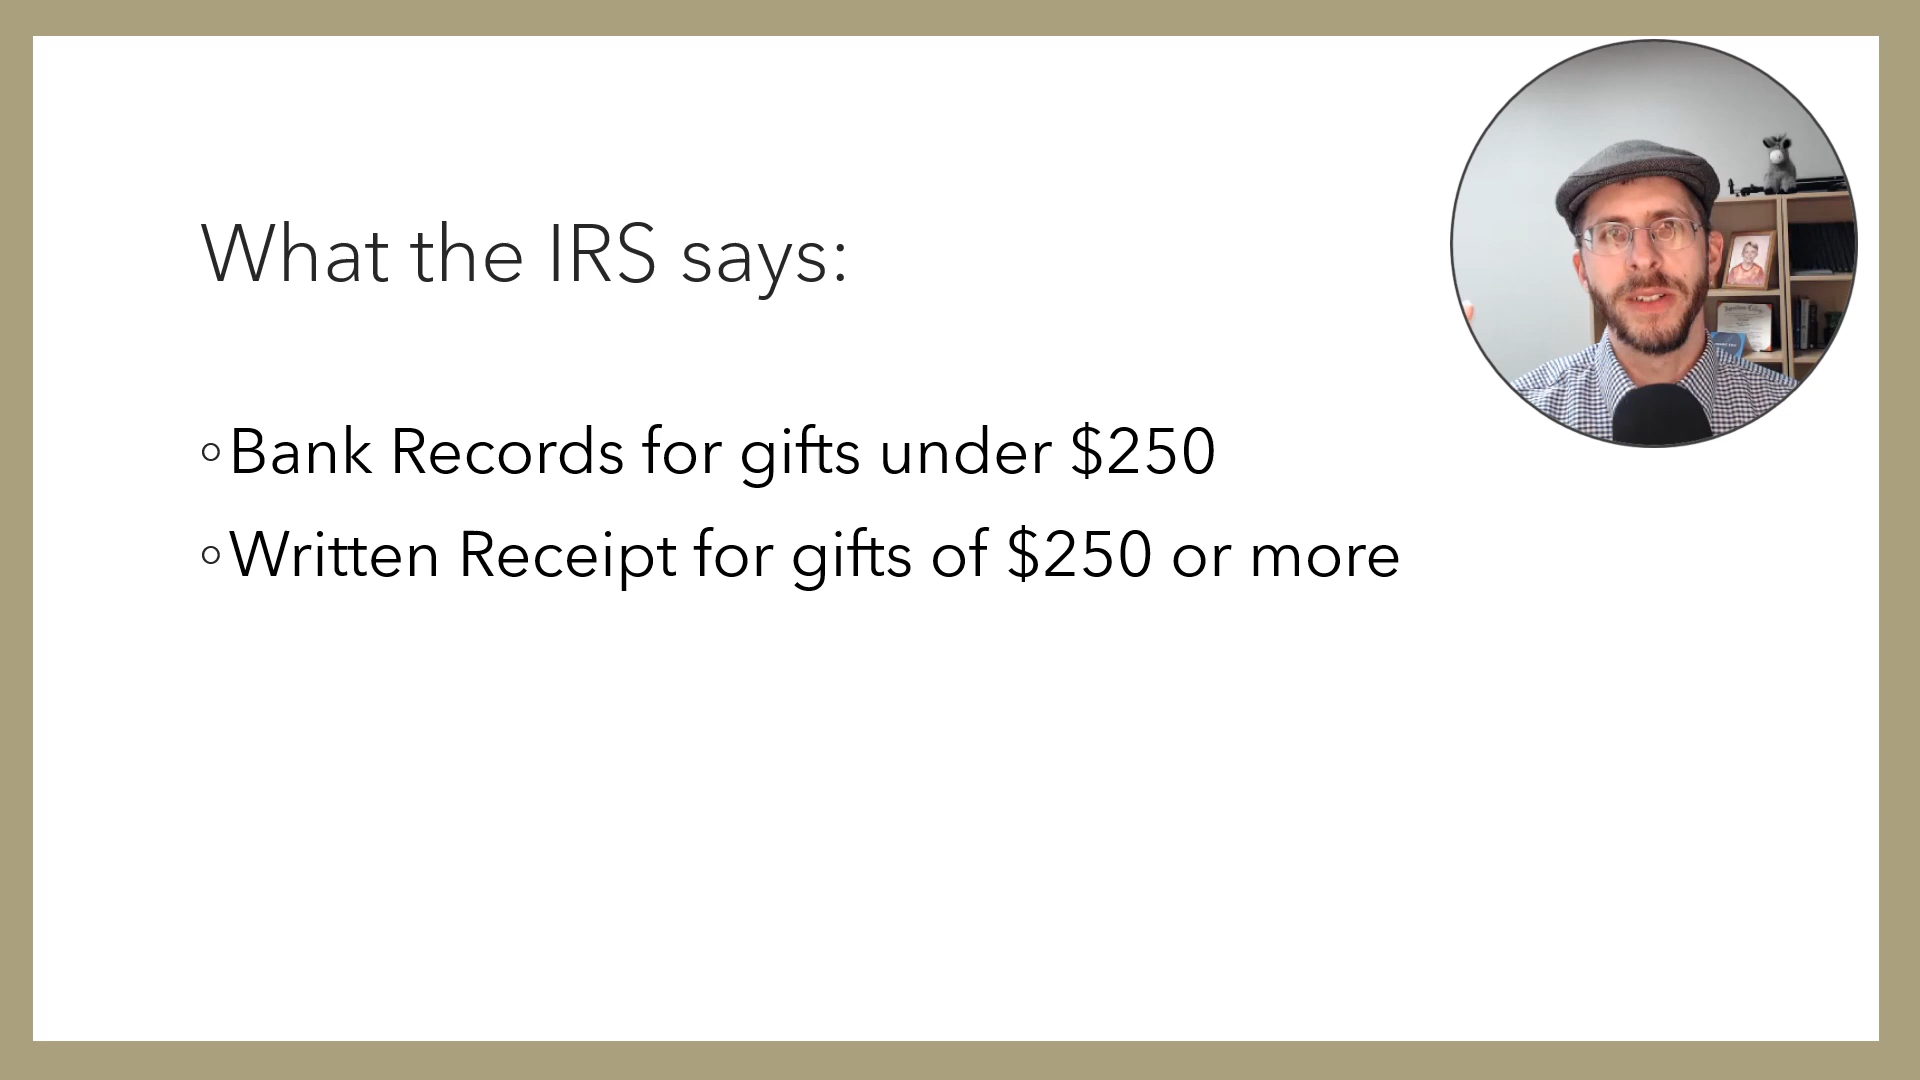 What the IRS says:
◦Bank Records for gifts under $250
◦Written Receipt for gifts of $250 or more